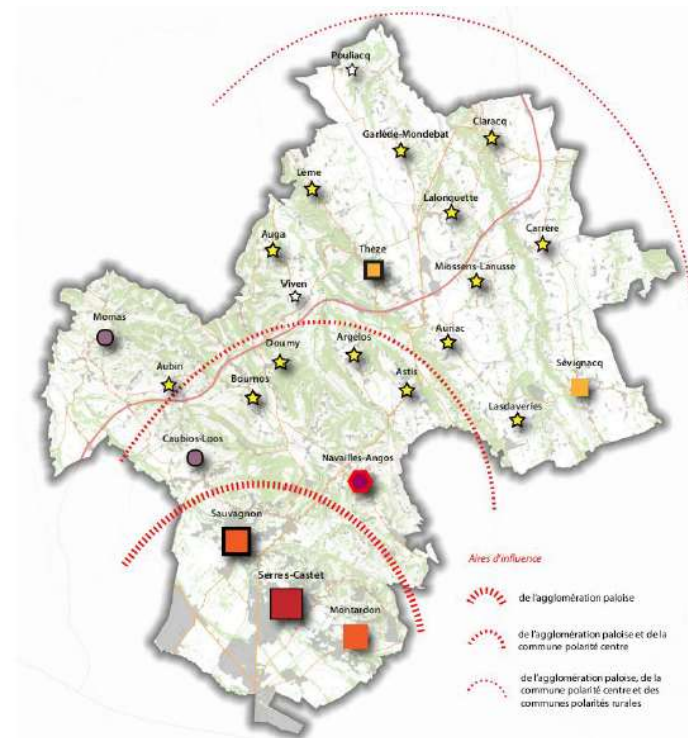 Pouliacq
Claracq
Garlède-Mondebat
Lème
Lalonquette
Carrère
Auga
Thèze
Miossens-Lanusse
Viven
Momas
Auriac
Argelos
Doumy
Sévignacq
Aubin
Astis
Bournos
Lasclaveries
Caubios-Loos
Navailles-Angos
Sauvagnon
Serres-Castet
Montardon
Aires d'influence
de l'agglomération paloise
de l'agglomération paloise et de la
commune polarité centre
de l'agglomération paloise, de la
commune polarité centre et des
communes polarités rurales